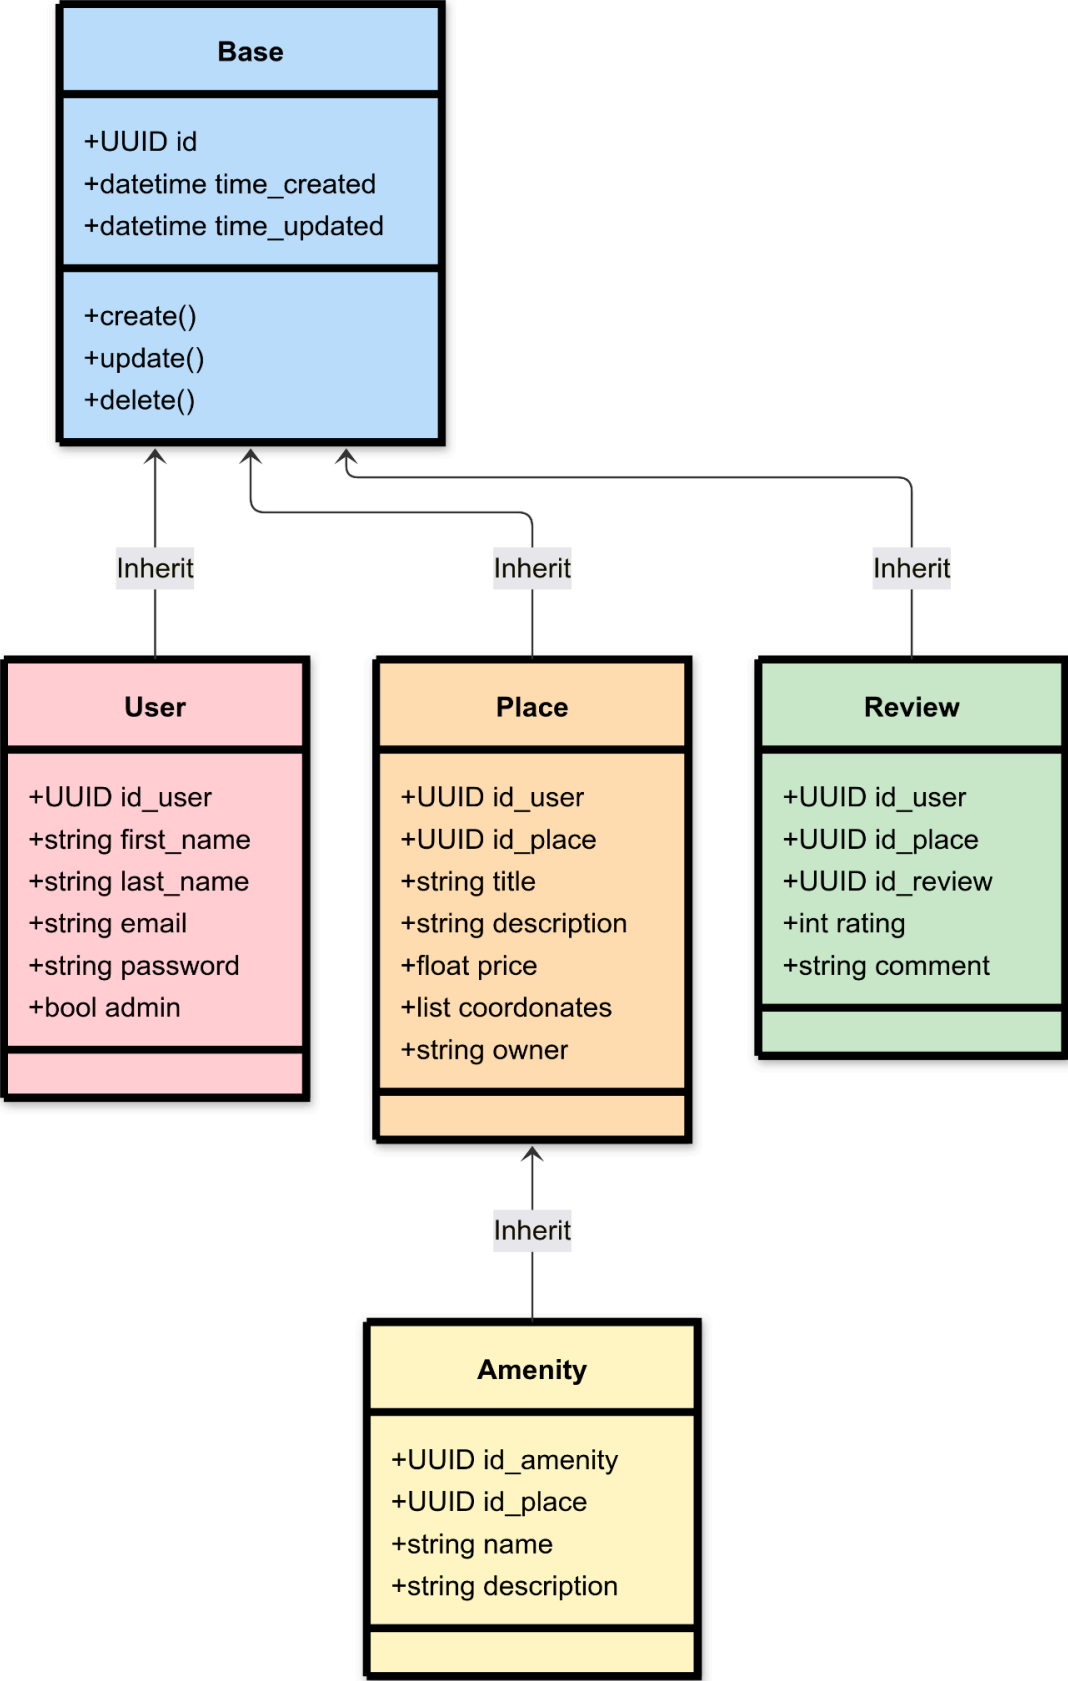 Base
+UUID id
+datetime time_created
+datetime time_updated
+create()
+update()
+delete()
Inherit
Inherit
Inherit
User
+UUID id_user
+string first_name
+string last_name
+string email
+string password
+bool admin
Place
+UUID id_user
+UUID id_place
+string title
+string description
+float price
+list coordonates
+string owner
Review
+UUID id_user
+UUID id_place
+UUID id_review
+int rating
+string comment
Inherit
Amenity
+UUID id_amenity
+UUID id_place
+string name
+string description